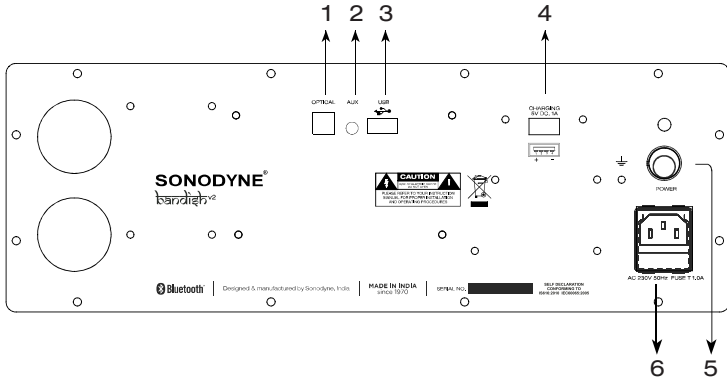 1 2 3 4
OPTICAL AUX USB
CHARGING
5V DC, 1A
+ -
SONODYNE®
bandish v2
CAUTION
PLEASE REFER TO YOUR INSTRUCTION
MANUAL FOR PROPER INSTALLATION
AND OPERATING PROCEDURES
POWER
AC 230V 50Hz FUSE T1.0A
Bluetooth®
Designed & manufactured by Sonodyne, India
MADE IN INDIA
since 1970
SERIAL NO.
SELF DECLARATION
CONFORMING TO
6 5